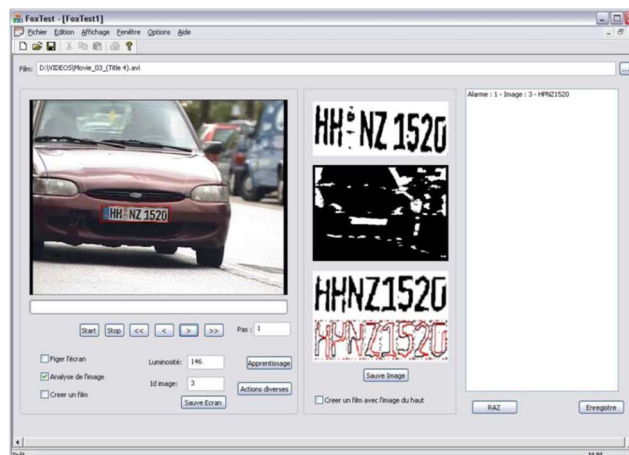 FoxTest - [FoxTest1]
Fichier Edition Affichage Fenêtre Options Aide
Film: D:\VIDEOS\Movie_03_(Title 4).avi ...
HH NZ 1520
HH NZ 1520
HHNZ1520
HHNZ1520
Alarme : 1 - Image : 3 - HPNZ1520
Start Stop << < > >> Pas : 1
Figer l'écran
Analyse de l'image
Creer un film
Luminosité: 146
Id image: 3
Sauve Ecran
Apprentissage
Actions diverses
Sauve Image
Creer un film avec l'image du haut
RAZ Enregistre
Prêt NUM